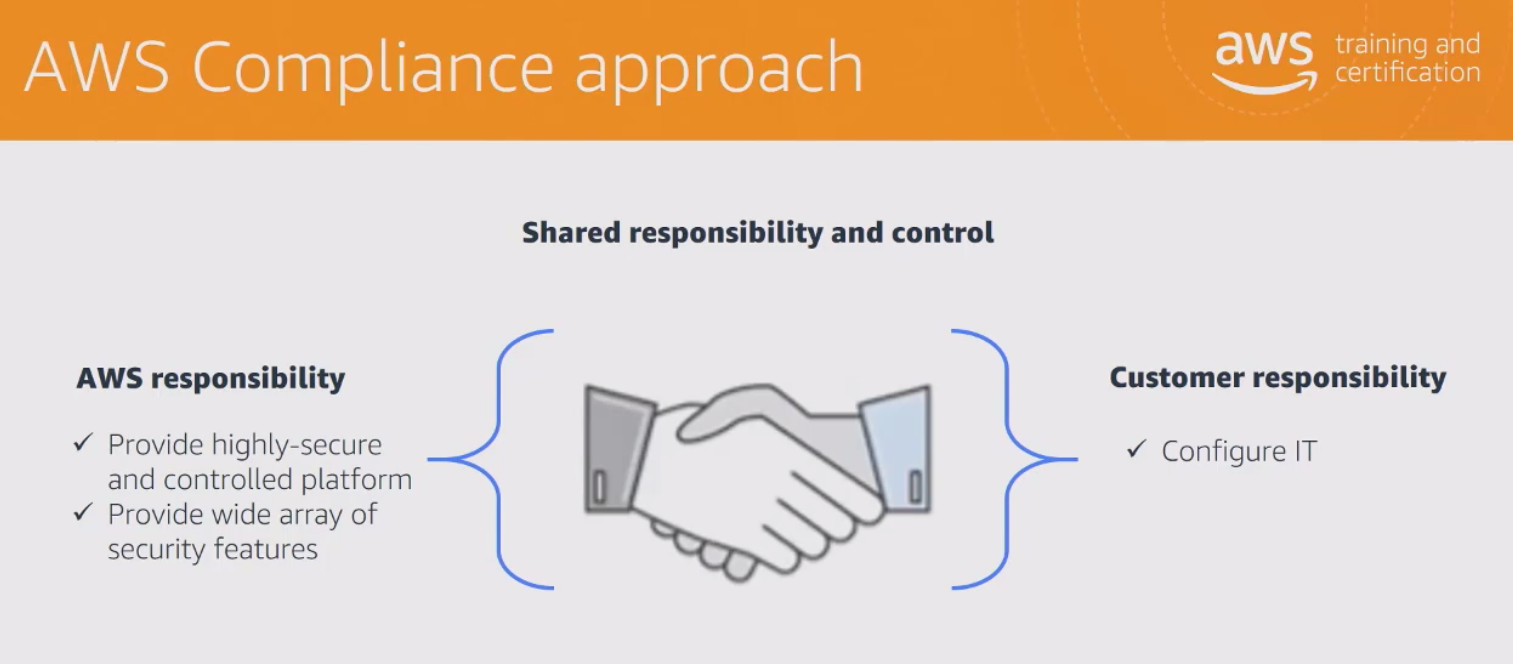 AWS Compliance approach
aws
training and
certification
Shared responsibility and control
AWS responsibility
✓ Provide highly-secure
and controlled platform
✓ Provide wide array of
security features
Customer responsibility
✓ Configure IT